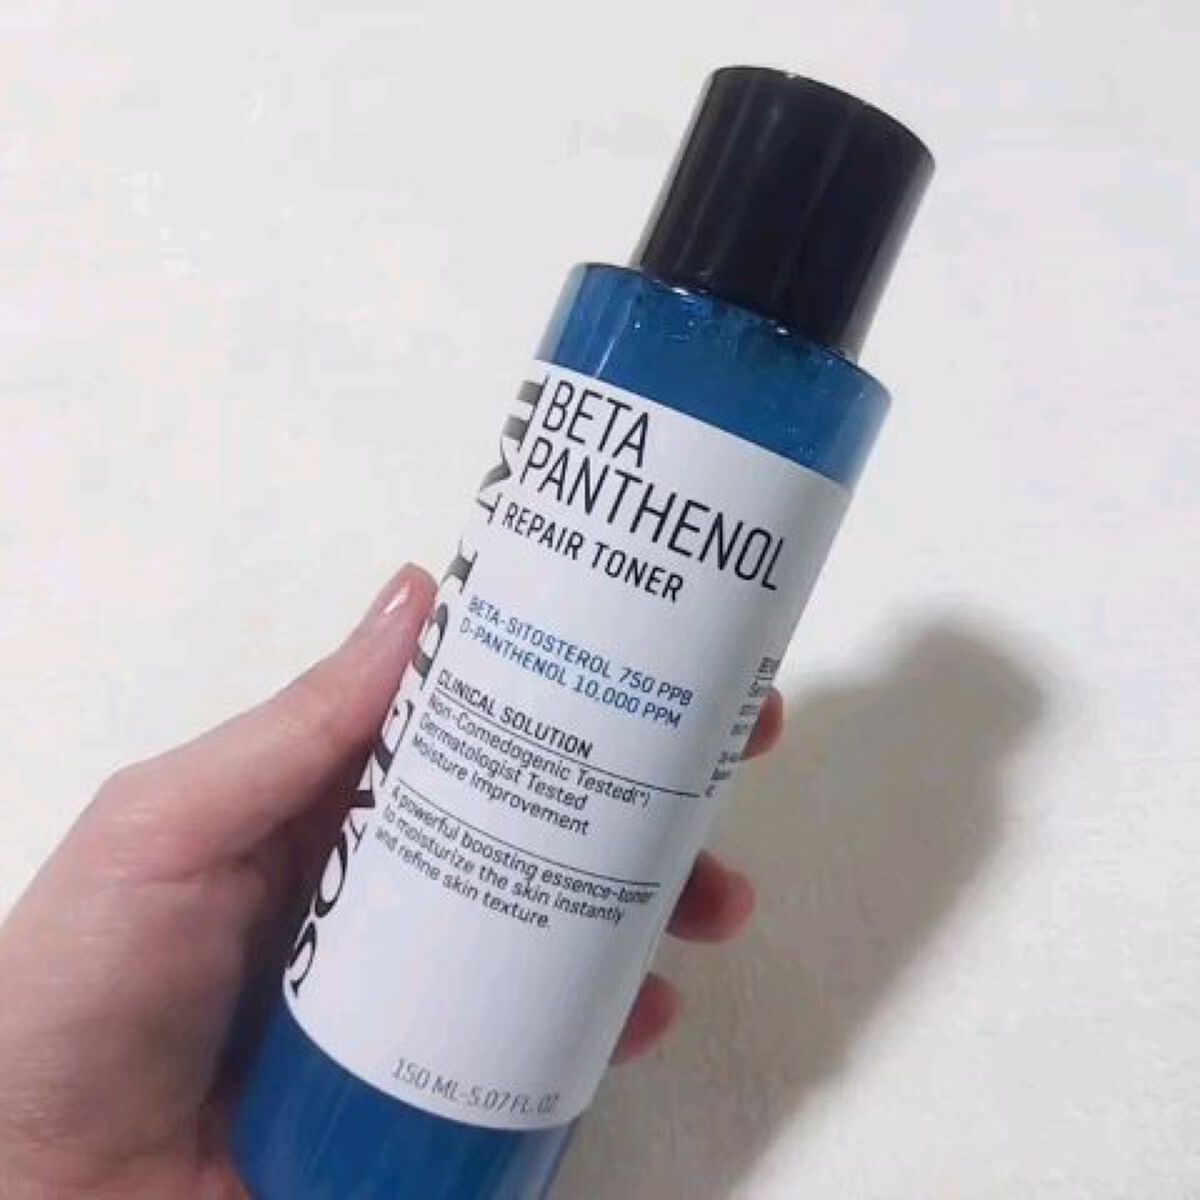 BETA
PANTHENOL
REPAIR TONER
BETA-SITOSTEROL 750 PPB
D-PANTHENOL 10,000 PPM
CLINICAL SOLUTION
Non-Comedogenic Tested(*)
Dermatologist Tested
Moisture Improvement
A powerful boosting essence-toner
to moisturize the skin instantly
and refine skin texture.
150 ML-5.07 FL. OZ
SOME BY MI